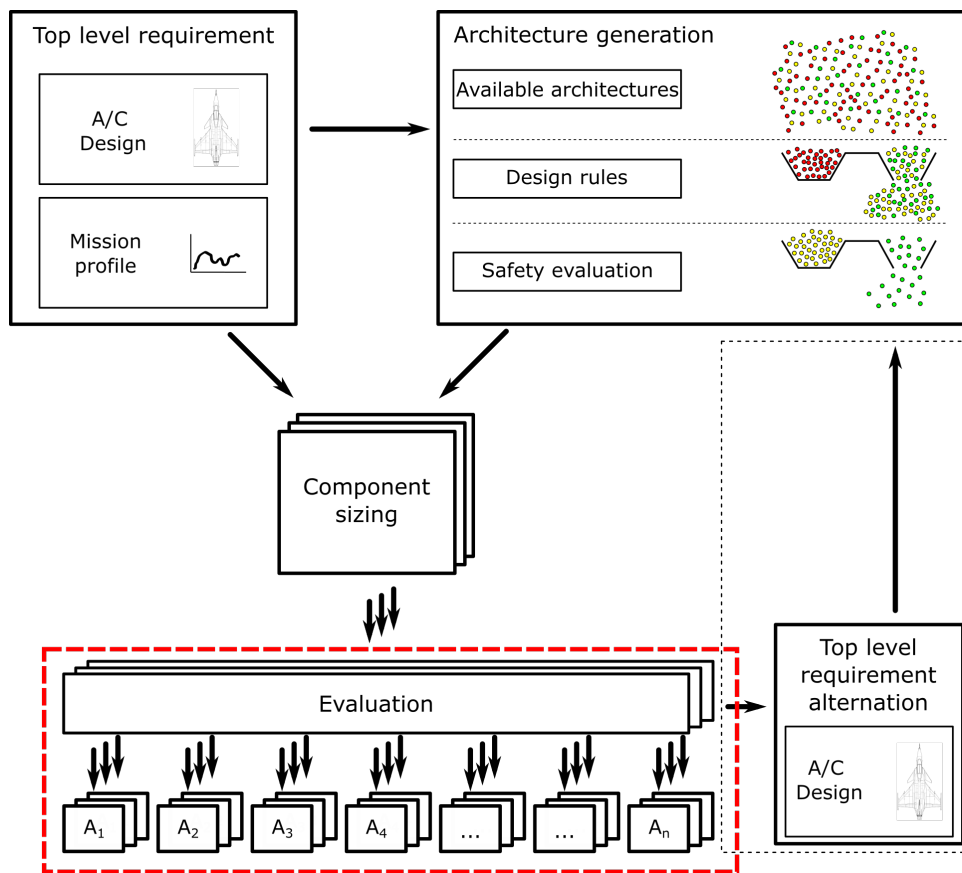 Top level requirement
A/C
Design
Mission
profile
Architecture generation
Available architectures
Design rules
Safety evaluation
Component
sizing
Evaluation
A₁
A₂
A₃
A₄
...
...
Aₙ
Top level
requirement
alternation
A/C
Design